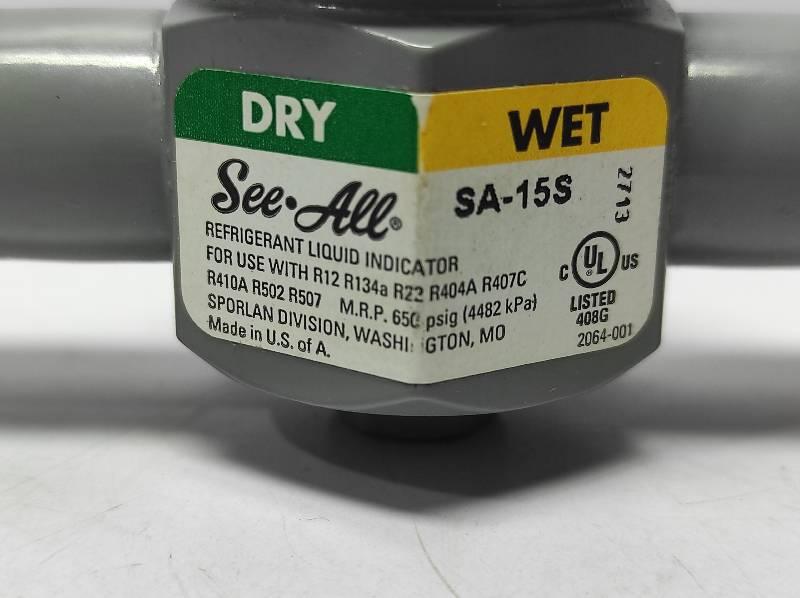 DRY WET
See•All® SA-15S 2713
REFRIGERANT LIQUID INDICATOR
FOR USE WITH R12 R134a R22 R404A R407C
R410A R502 R507 M.R.P. 650 psig (4482 kPa)
SPORLAN DIVISION, WASHINGTON, MO
Made in U.S. of A.
C UL US
LISTED
408G
2064-001